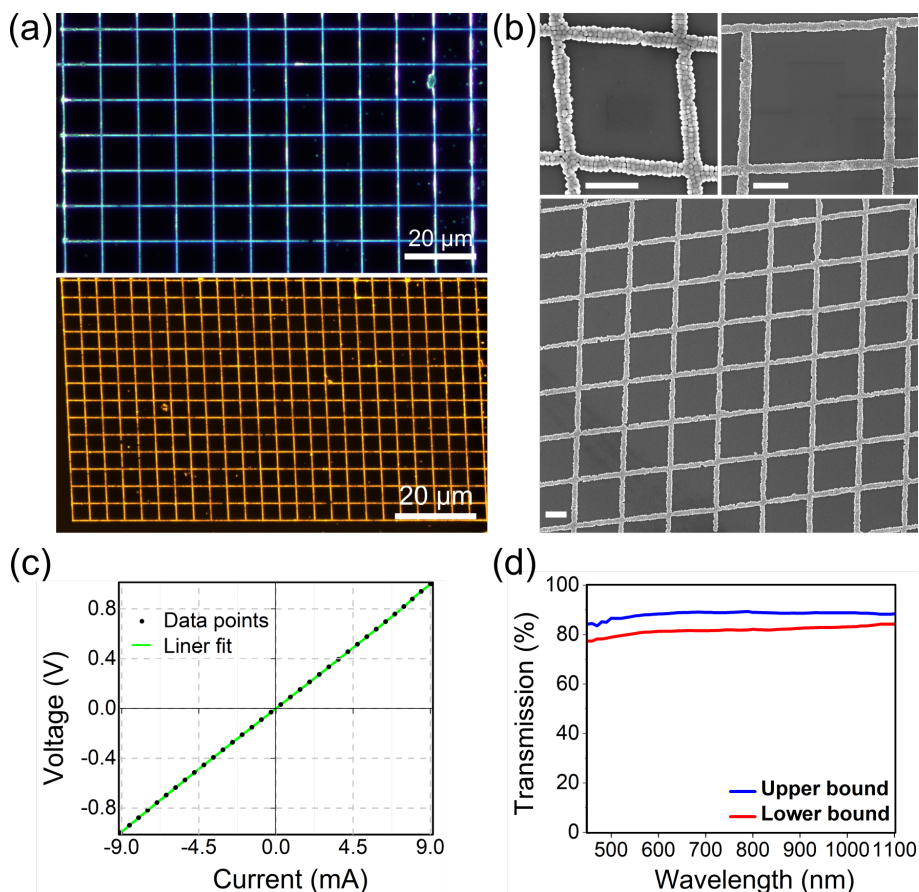 (a)
20 µm
20 µm
(b)
(c)
0.8
0.4
0.0
-0.4
-0.8
Voltage (V)
Data points
Liner fit
-9.0 -4.5 0.0 4.5 9.0
Current (mA)
(d)
100
80
60
40
20
0
Transmission (%)
Upper bound
Lower bound
500 600 700 800 900 1000 1100
Wavelength (nm)